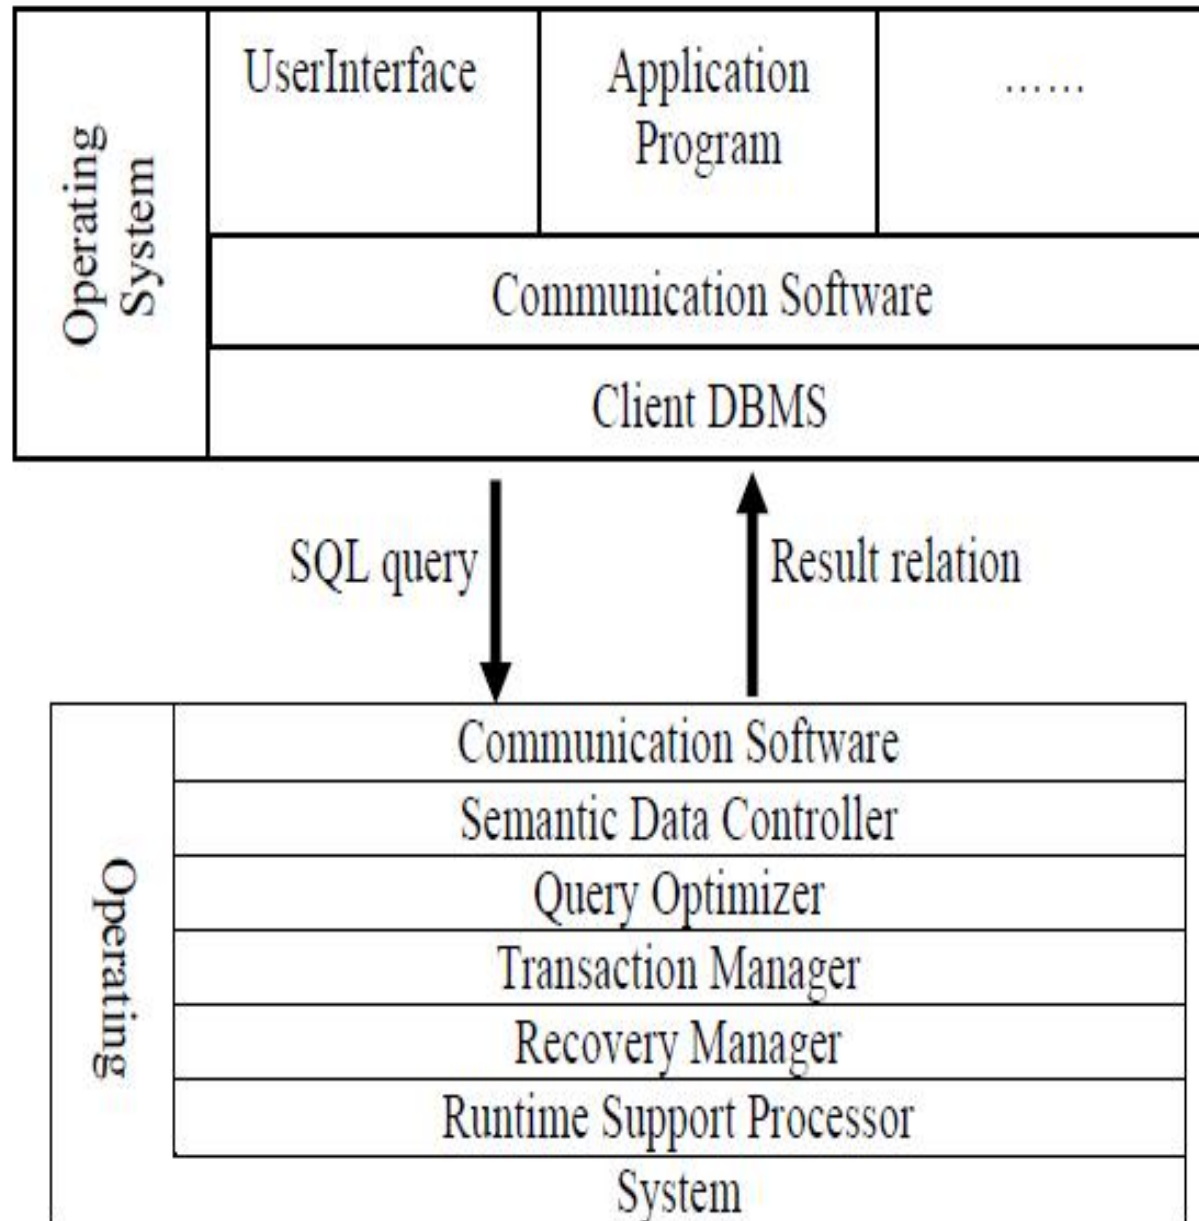 Operating
System
UserInterface
Application
Program
......
Communication Software
Client DBMS
SQL query
Result relation
Operating
Communication Software
Semantic Data Controller
Query Optimizer
Transaction Manager
Recovery Manager
Runtime Support Processor
System